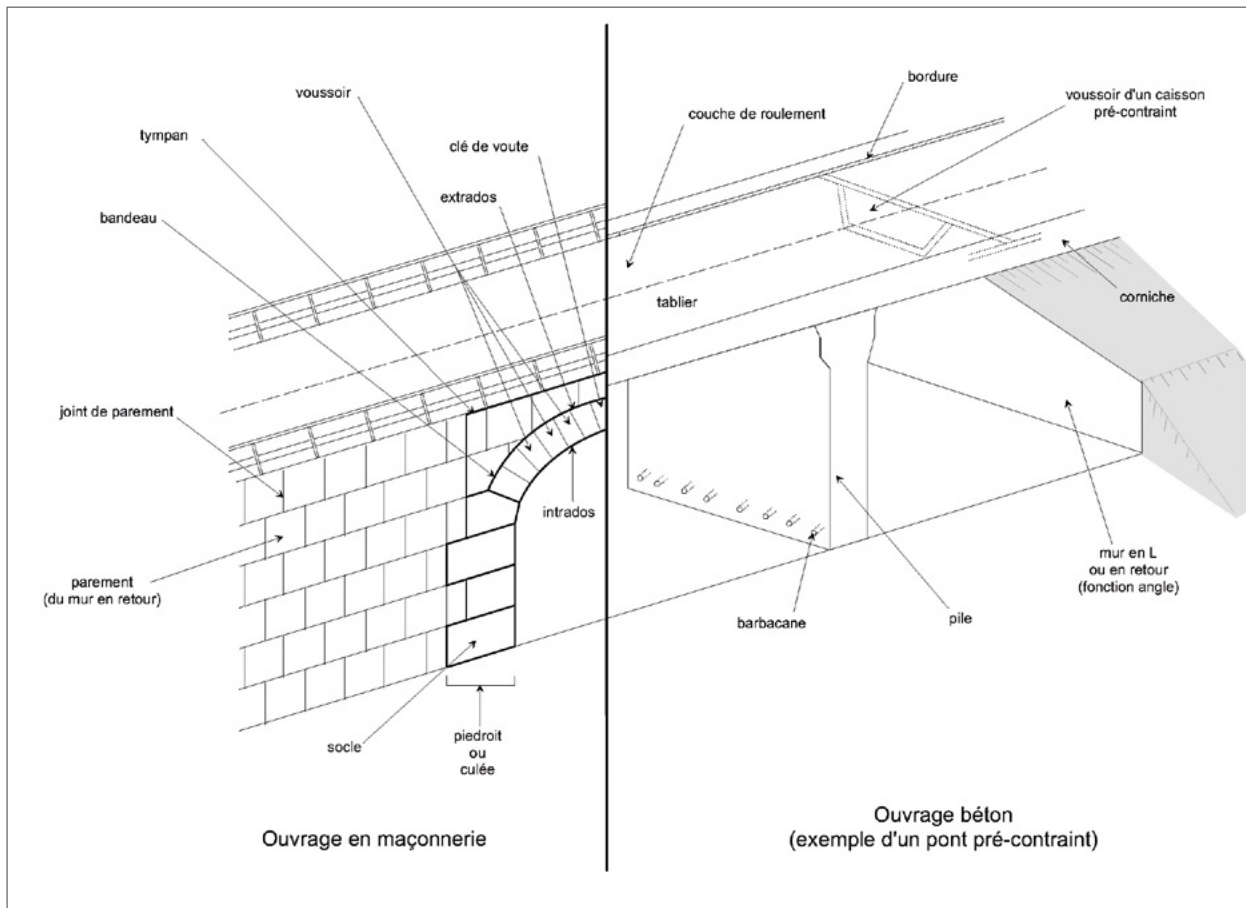 voussoir
tympan
clé de voute
extrados
bandeau
joint de parement
intrados
parement
(du mur en retour)
socle
piedroit
ou
culée
Ouvrage en maçonnerie
bordure
couche de roulement
voussoir d'un caisson
pré-contraint
tablier
corniche
mur en L
ou en retour
(fonction angle)
barbacane
pile
Ouvrage béton
(exemple d'un pont pré-contraint)